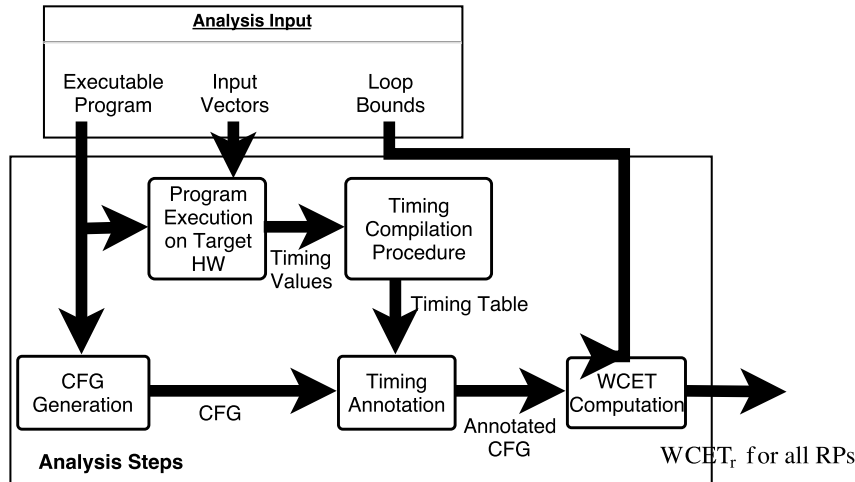 Analysis Input
Executable
Program
Input
Vectors
Loop
Bounds
Program
Execution
on Target
HW
Timing
Values
Timing
Compilation
Procedure
Timing Table
CFG
Generation
CFG
Timing
Annotation
Annotated
CFG
WCET
Computation
WCETr for all RPs
Analysis Steps